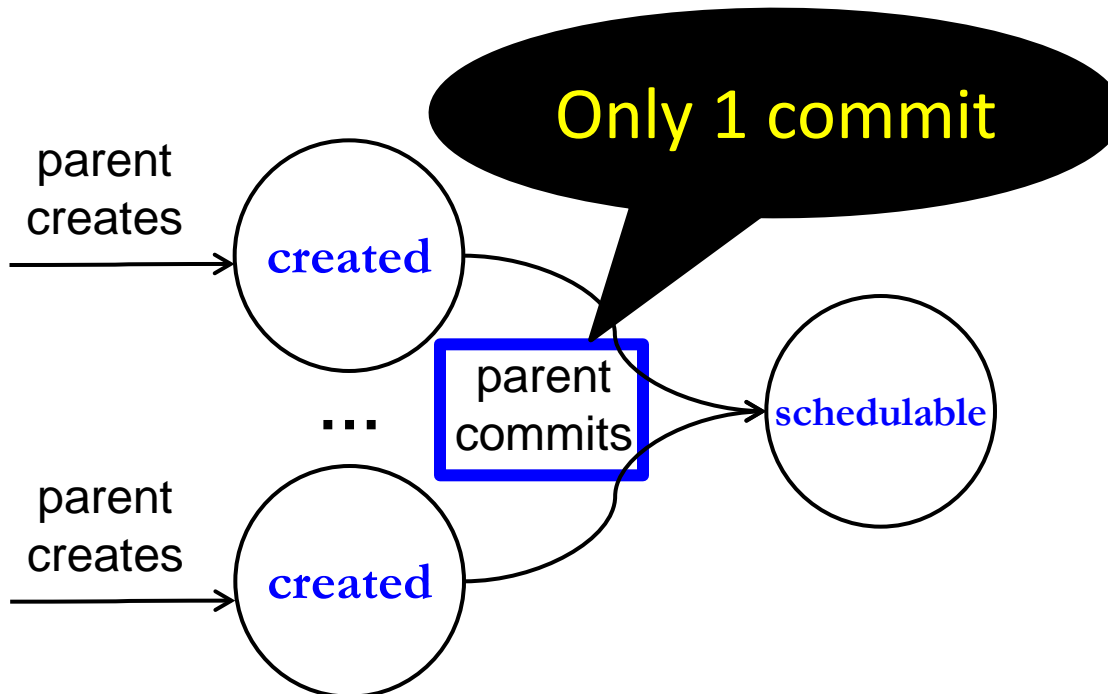 Only 1 commit
parent
creates
created
parent
commits
schedulable
...
parent
creates
created